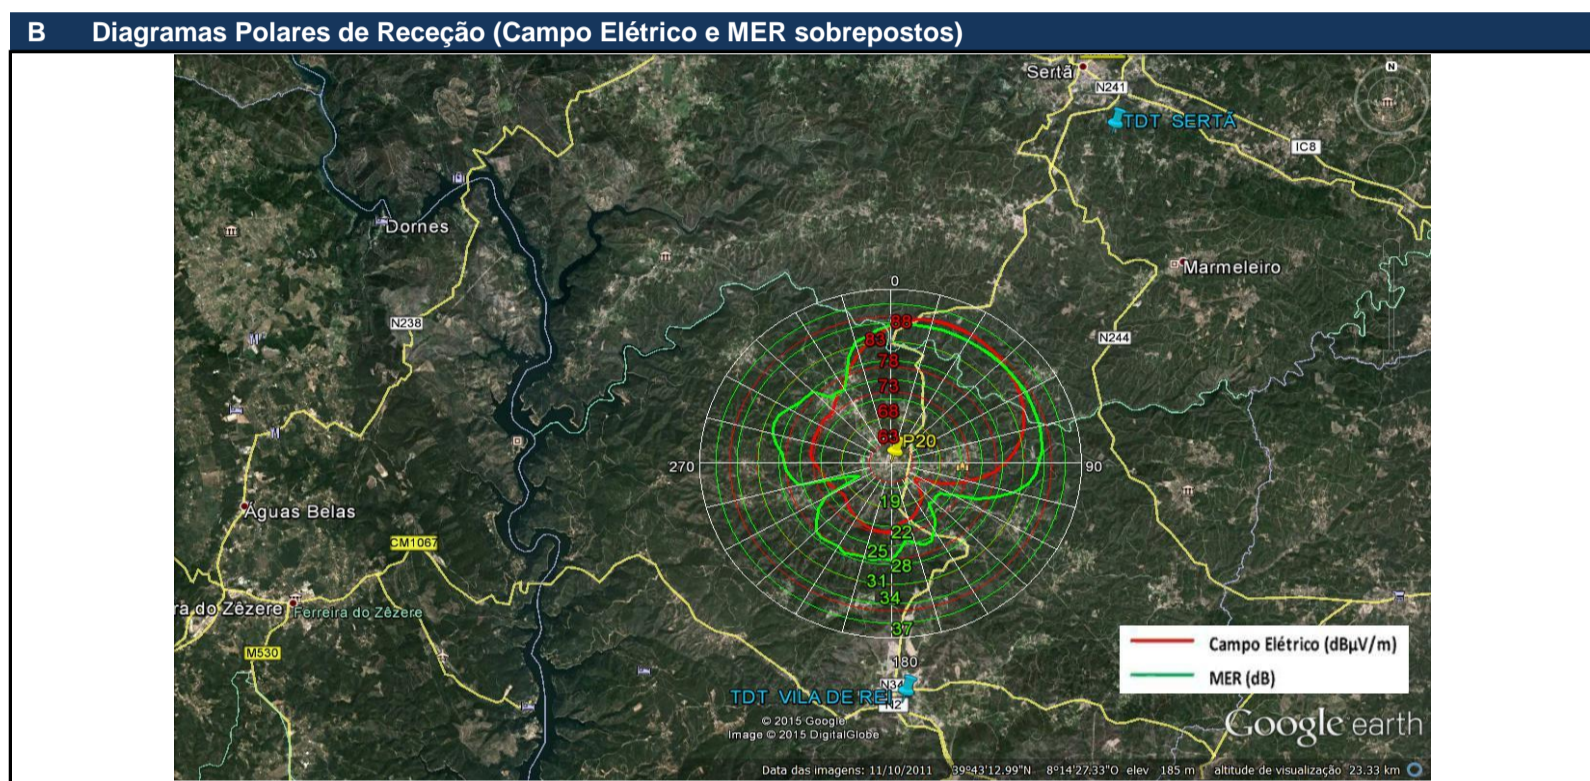 B Diagramas Polares de Receção (Campo Elétrico e MER sobrepostos)
Sertã
N241
N
TDT SERTÃ
IC8
Dornes
Marmeleiro
N238
N244
0
88
83
78
73
68
63
P20
270
90
19
22
25
28
31
34
37
180
Águas Belas
CM1067
ra do Zêzere
Ferreira do Zêzere
M530
TDT VILA DE REI
N2
Campo Elétrico (dBµV/m)
MER (dB)
© 2015 Google
Image © 2015 DigitalGlobe
Google earth
Data das imagens: 11/10/2011 39°43'12.99"N 8°14'27.33"O elev 185 m altitude de visualização 23.33 km